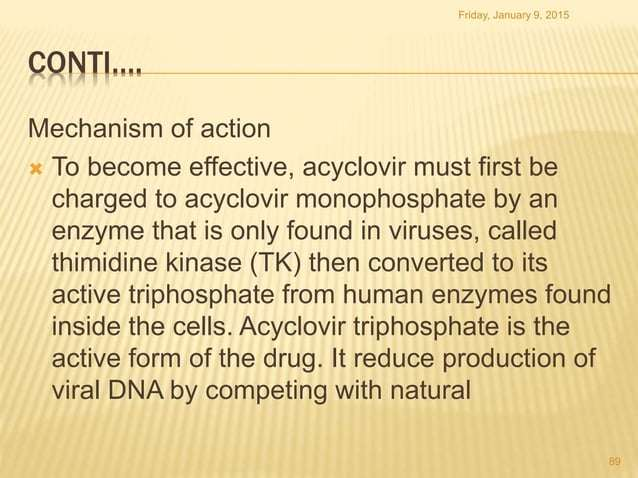 Friday, January 9, 2015
CONTI....
Mechanism of action
To become effective, acyclovir must first be
charged to acyclovir monophosphate by an
enzyme that is only found in viruses, called
thimidine kinase (TK) then converted to its
active triphosphate from human enzymes found
inside the cells. Acyclovir triphosphate is the
active form of the drug. It reduce production of
viral DNA by competing with natural
89